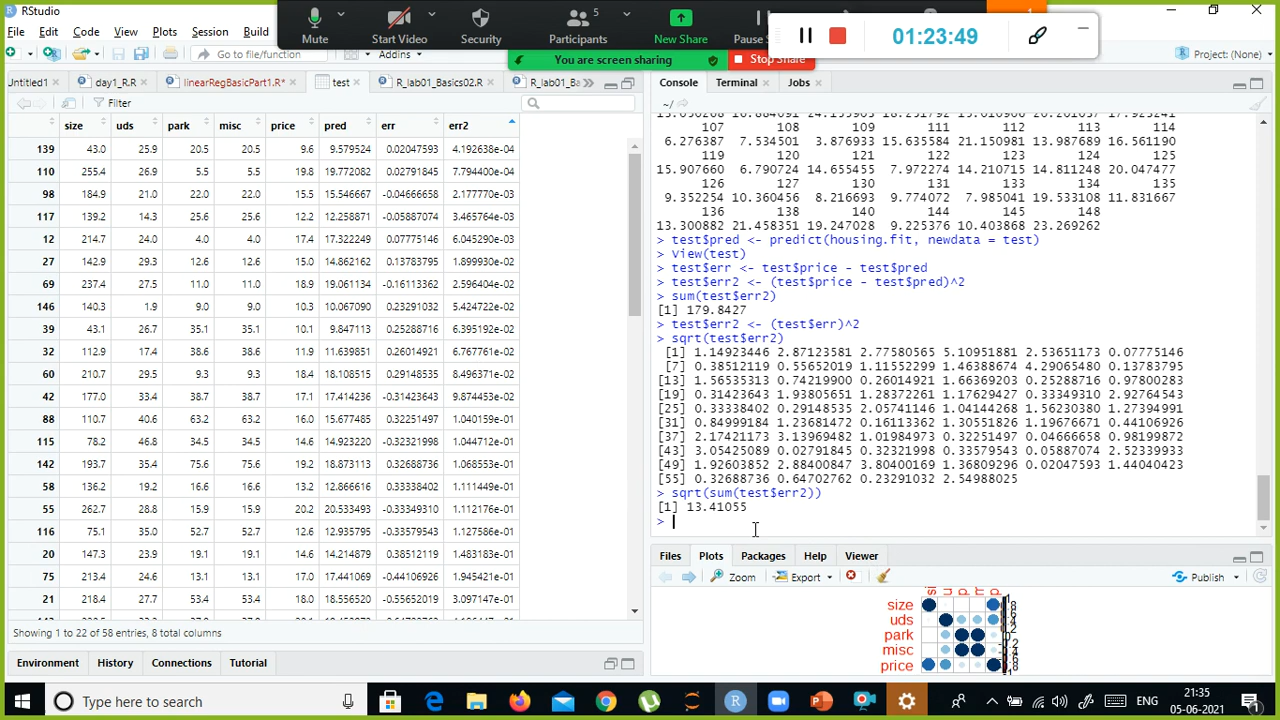 RStudio
File Edit Code View Plots Session Build
Mute Start Video Security Participants 5 New Share Pause
01:23:49
You are screen sharing Stop Share
Go to file/function Addins Project: (None)
Untitled1 day1_R.R linearRegBasicPart1.R* test R_lab01_Basics02.R R_lab01_Ba
Filter
size uds park misc price pred err err2
139 43.0 25.9 20.5 20.5 9.6 9.579524 0.02047593 4.192638e-04
110 255.4 26.9 5.5 5.5 19.8 19.772082 0.02791845 7.794400e-04
98 184.9 21.0 22.0 22.0 15.5 15.546667 -0.04666658 2.177770e-03
117 139.2 14.3 25.6 25.6 12.2 12.258871 -0.05887074 3.465764e-03
12 214.7 24.0 4.0 4.0 17.4 17.322249 0.07775146 6.045290e-03
27 142.9 29.3 12.6 12.6 15.0 14.862162 0.13783795 1.899930e-02
69 237.4 27.5 11.0 11.0 18.9 19.061134 -0.16113362 2.596404e-02
146 140.3 1.9 9.0 9.0 10.3 10.067090 0.23291032 5.424722e-02
39 43.1 26.7 35.1 35.1 10.1 9.847113 0.25288716 6.395192e-02
32 112.9 17.4 38.6 38.6 11.9 11.639851 0.26014921 6.767761e-02
60 210.7 29.5 9.3 9.3 18.4 18.108515 0.29148535 8.496371e-02
42 177.0 33.4 38.7 38.7 17.1 17.414236 -0.31423643 9.874453e-02
88 110.7 40.6 63.2 63.2 16.0 15.677485 0.32251497 1.040159e-01
115 78.2 46.8 34.5 34.5 14.6 14.923220 -0.32321998 1.044712e-01
142 193.7 35.4 75.6 75.6 19.2 18.873113 0.32688736 1.068553e-01
58 136.2 19.2 16.6 16.6 13.2 12.866616 0.33338402 1.111449e-01
55 262.7 28.8 15.9 15.9 20.2 20.533493 -0.33349310 1.112176e-01
116 75.1 35.0 52.7 52.7 12.6 12.935795 -0.33579543 1.127586e-01
20 147.3 23.9 19.1 19.1 14.6 14.214879 0.38512119 1.483183e-01
75 213.4 24.6 13.1 13.1 17.0 17.441069 -0.44106926 1.945421e-01
21 218.4 27.7 53.4 53.4 18.0 18.556520 -0.55652019 3.097147e-01
Showing 1 to 22 of 58 entries, 8 total columns
Environment History Connections Tutorial
Console Terminal Jobs
~/
107 108 109 111 112 113 114
6.276387 7.534501 3.876933 15.635584 21.150981 13.987689 16.561190
119 120 121 122 123 124 125
15.907660 6.790724 14.655455 7.972274 14.210715 14.811248 20.047477
126 127 130 131 133 134 135
9.352254 10.360456 8.216693 9.774072 7.985041 19.533108 11.831667
136 138 140 144 145 148
13.300882 21.458351 19.247028 9.225376 10.403868 23.269262
> test$pred <- predict(housing.fit, newdata = test)
> View(test)
> test$err <- test$price - test$pred
> test$err2 <- (test$price - test$pred)^2
> sum(test$err2)
[1] 179.8427
> test$err2 <- (test$err)^2
> sqrt(test$err2)
[1] 1.14923446 2.87123581 2.77580565 5.10951881 2.53651173 0.07775146
[7] 0.38512119 0.55652019 1.11552299 1.46388674 4.29065480 0.13783795
[13] 1.56535313 0.74219900 0.26014921 1.66369203 0.25288716 0.97800283
[19] 0.31423643 1.93805651 1.28372261 1.17629427 0.33349310 2.92764543
[25] 0.33338402 0.29148535 2.05741146 1.04144268 1.56230380 1.27394991
[31] 0.84999184 1.23681472 0.16113362 1.30551826 1.19676671 0.44106926
[37] 2.17421173 3.13969482 1.01984973 0.32251497 0.04666658 0.98199872
[43] 3.05425089 0.02791845 0.32321998 0.33579543 0.05887074 2.52339933
[49] 1.92603852 2.88400847 3.80400169 1.36809296 0.02047593 1.44040423
[55] 0.32688736 0.64702762 0.23291032 2.54988025
> sqrt(sum(test$err2))
[1] 13.41055
>
Files Plots Packages Help Viewer
Zoom Export Publish
size
uds
park
misc
price
Type here to search
ENG
21:35
05-06-2021